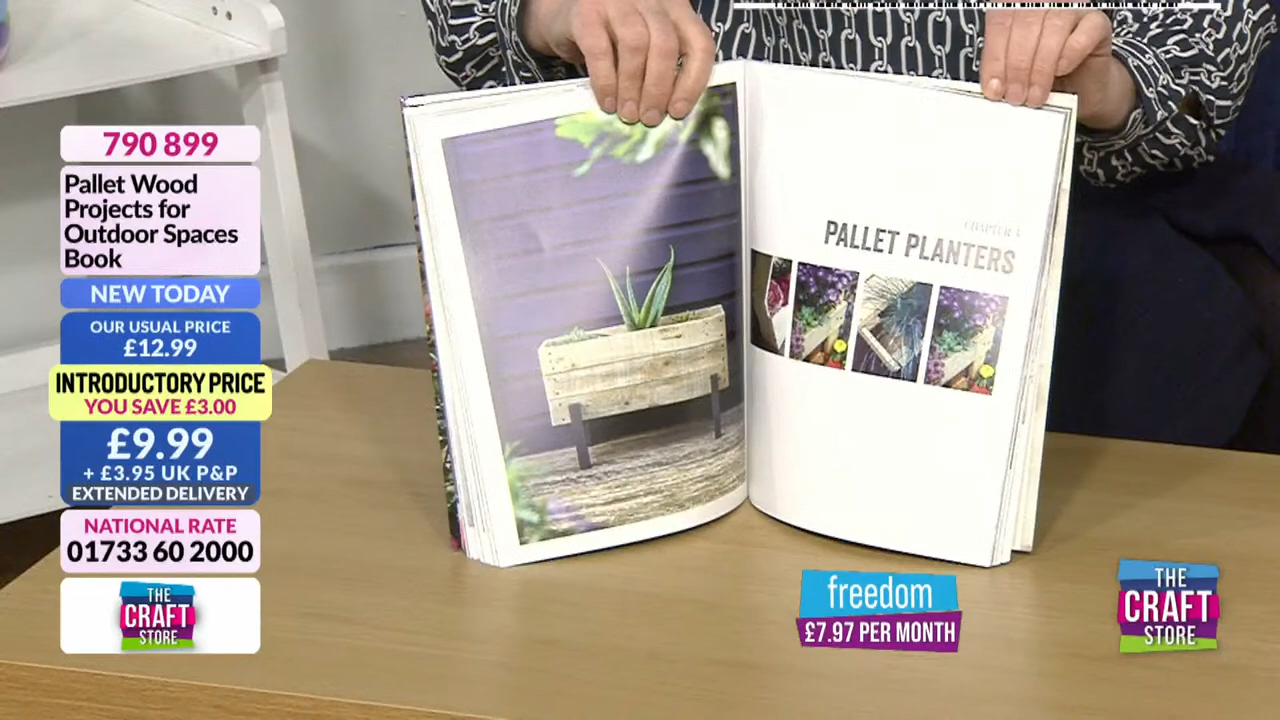 790 899
Pallet Wood
Projects for
Outdoor Spaces
Book
NEW TODAY
OUR USUAL PRICE
£12.99
INTRODUCTORY PRICE
YOU SAVE £3.00
£9.99
+ £3.95 UK P&P
EXTENDED DELIVERY
NATIONAL RATE
01733 60 2000
THE
CRAFT
STORE
PALLET PLANTERS
freedom
£7.97 PER MONTH
THE
CRAFT
STORE